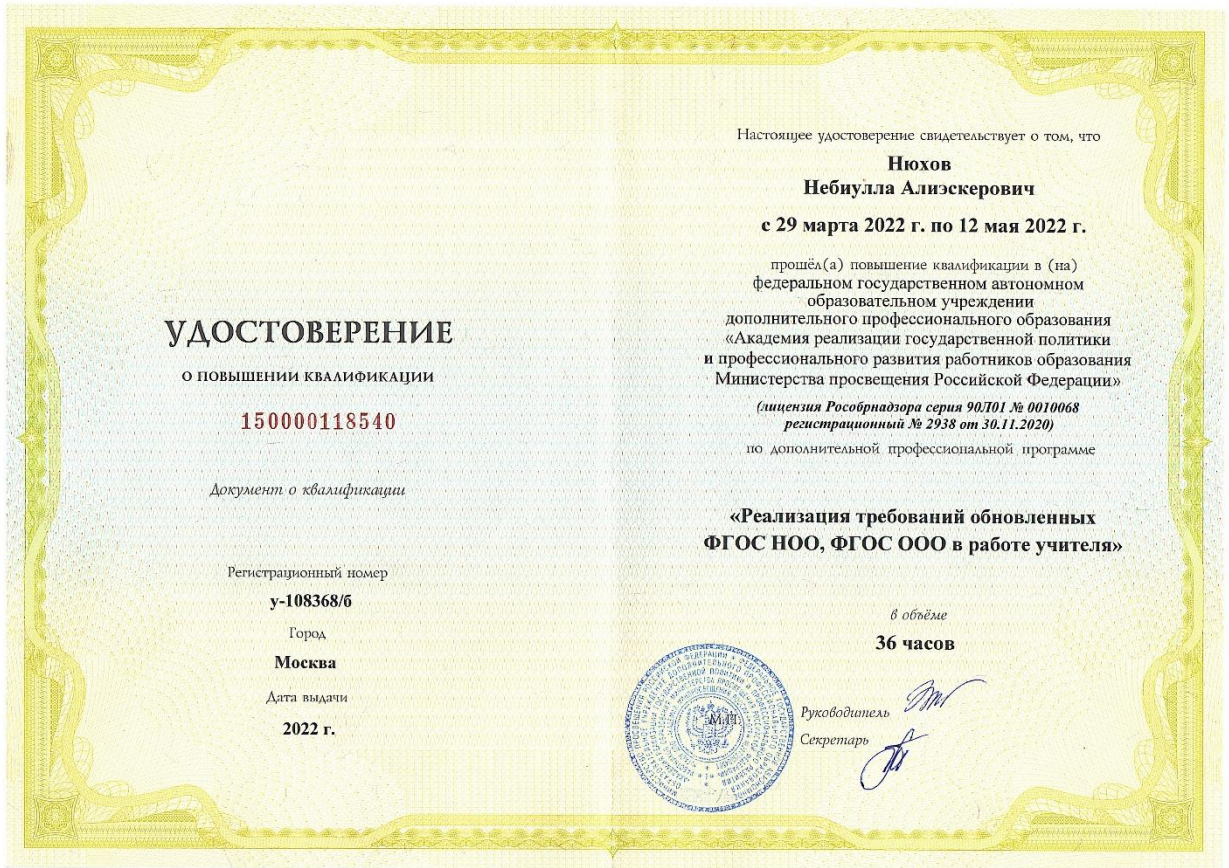 УДОСТОВЕРЕНИЕ
О ПОВЫШЕНИИ КВАЛИФИКАЦИИ
150000118540
Документ о квалификации
Регистрационный номер
у-108368/б
Город
Москва
Дата выдачи
2022 г.
Настоящее удостоверение свидетельствует о том, что
Нюхов
Небиулла Алиэскерович
с 29 марта 2022 г. по 12 мая 2022 г.
прошёл(а) повышение квалификации в (на)
федеральном государственном автономном
образовательном учреждении
дополнительного профессионального образования
«Академия реализации государственной политики
и профессионального развития работников образования
Министерства просвещения Российской Федерации»
(лицензия Рособрнадзора серия 90Л01 № 0010068
регистрационный № 2938 от 30.11.2020)
по дополнительной профессиональной программе
«Реализация требований обновленных
ФГОС НОО, ФГОС ООО в работе учителя»
в объёме
36 часов
М.П.
Руководитель
Секретарь